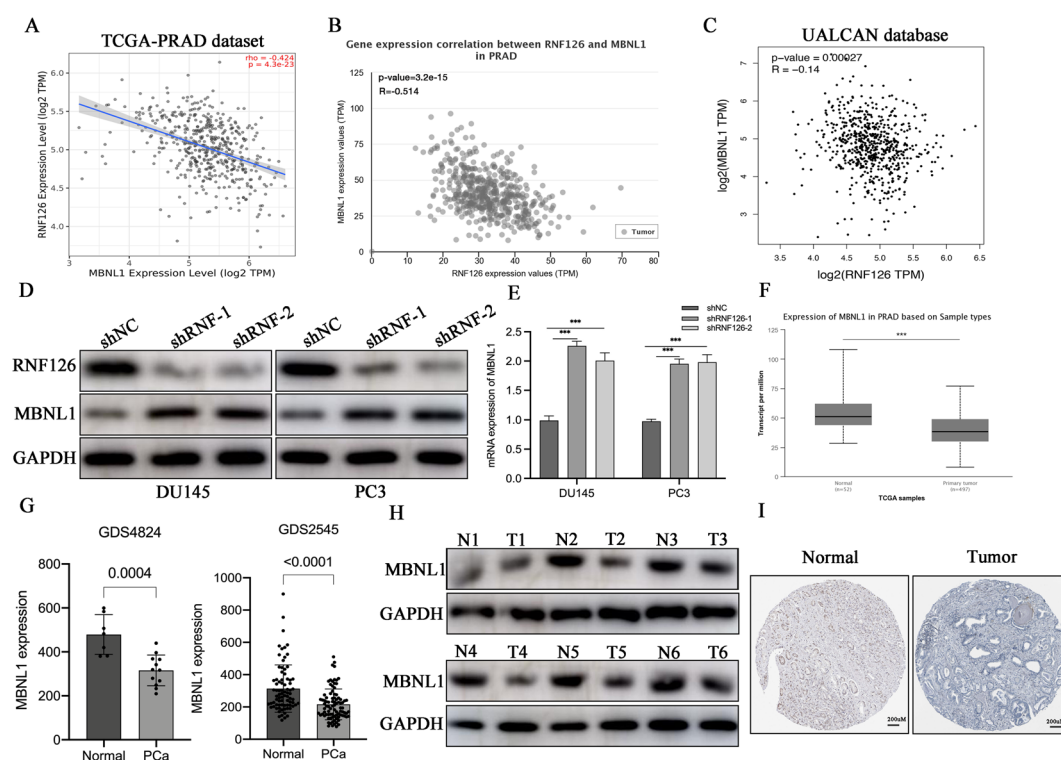 A
TCGA-PRAD dataset
rho = -0.424
p = 4.3e-23
RNF126 Expression Level (log2 TPM)
6.0
5.5
5.0
4.5
4.0
3
4
5
6
MBNL1 Expression Level (log2 TPM)
B
Gene expression correlation between RNF126 and MBNL1
in PRAD
p-value=3.2e-15
R=-0.514
MBNL1 expression values (TPM)
125
100
75
50
25
0
0
10
20
30
40
50
60
70
80
Tumor
RNF126 expression values (TPM)
C
UALCAN database
p-value = 0.00027
R = −0.14
log2(MBNL1 TPM)
7
6
5
4
3
3.5
4.0
4.5
5.0
5.5
6.0
6.5
log2(RNF126 TPM)
D
shNC
shRNF-1
shRNF-2
shNC
shRNF-1
shRNF-2
RNF126
MBNL1
GAPDH
DU145
PC3
E
shNC
shRNF126-1
shRNF126-2
mRNA expression of MBNL1
2.5
2.0
1.5
1.0
0.5
0.0
***
***
***
***
DU145
PC3
F
Expression of MBNL1 in PRAD based on Sample types
***
Transcript per million
125
100
75
50
25
0
Normal
(n=52)
Primary tumor
(n=497)
TCGA samples
G
GDS4824
0.0004
MBNL1 expression
800
600
400
200
0
Normal
PCa
GDS2545
<0.0001
MBNL1 expression
1000
800
600
400
200
0
Normal
PCa
H
N1 T1 N2 T2 N3 T3
MBNL1
GAPDH
N4 T4 N5 T5 N6 T6
MBNL1
GAPDH
I
Normal
Tumor
200uM
200uM